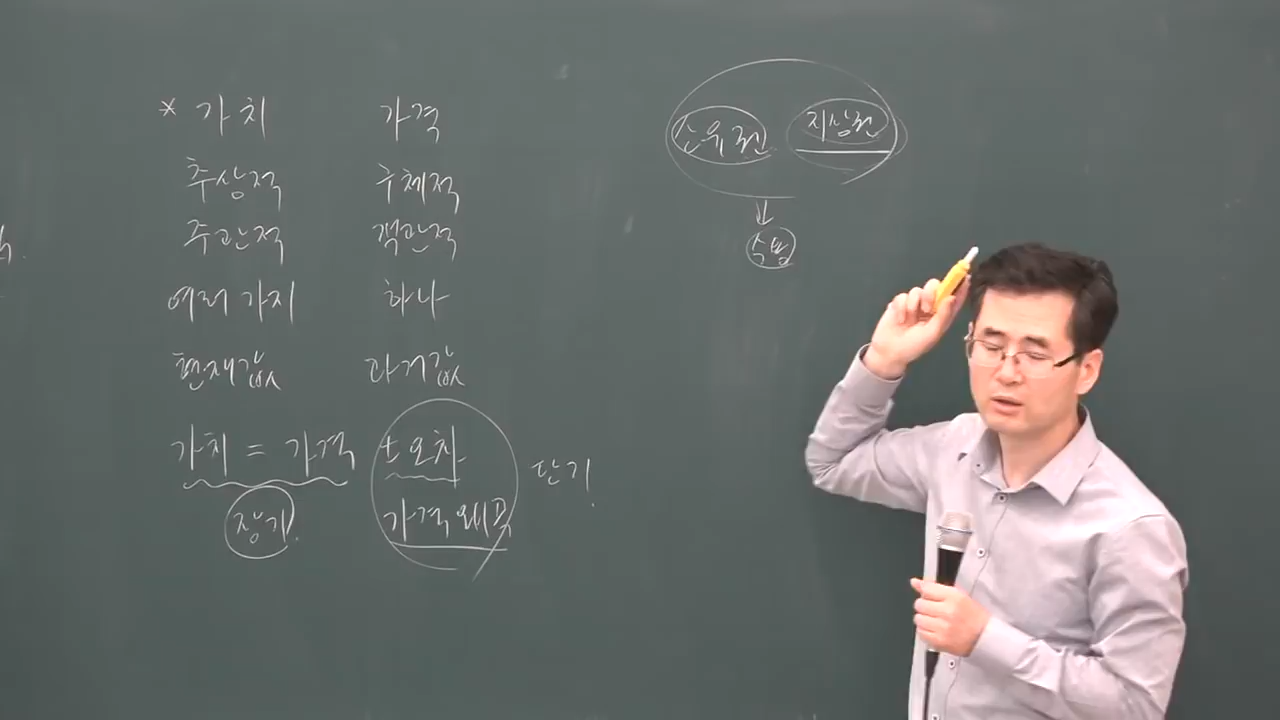 * 가치 가격
추상적 구체적
주관적 객관적
여러 가지 하나
현재값 과거값
가치 = 가격 ± 오차
장기. 가격 왜곡
단기.
소유권 지상권
↓
수방